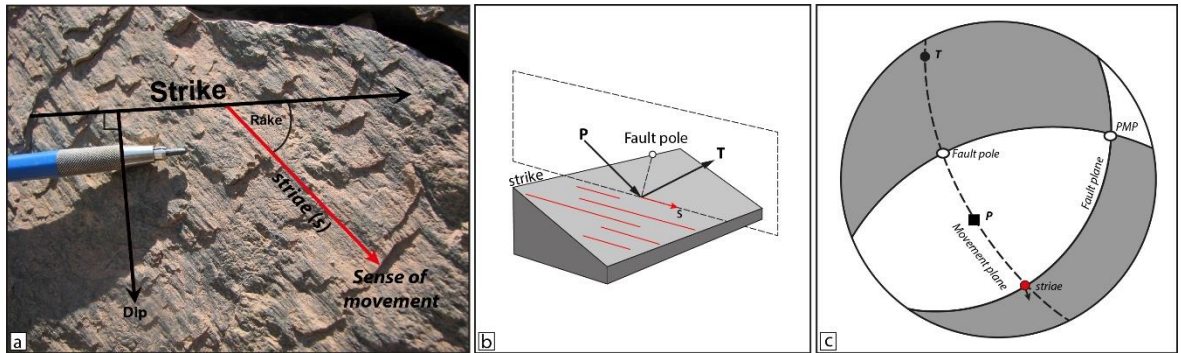 Strike
Rake
striae (s)
Sense of
movement
Dip
a
P
Fault pole
T
strike
s
b
T
PMP
Fault pole
Fault plane
P
Movement plane
striae
c